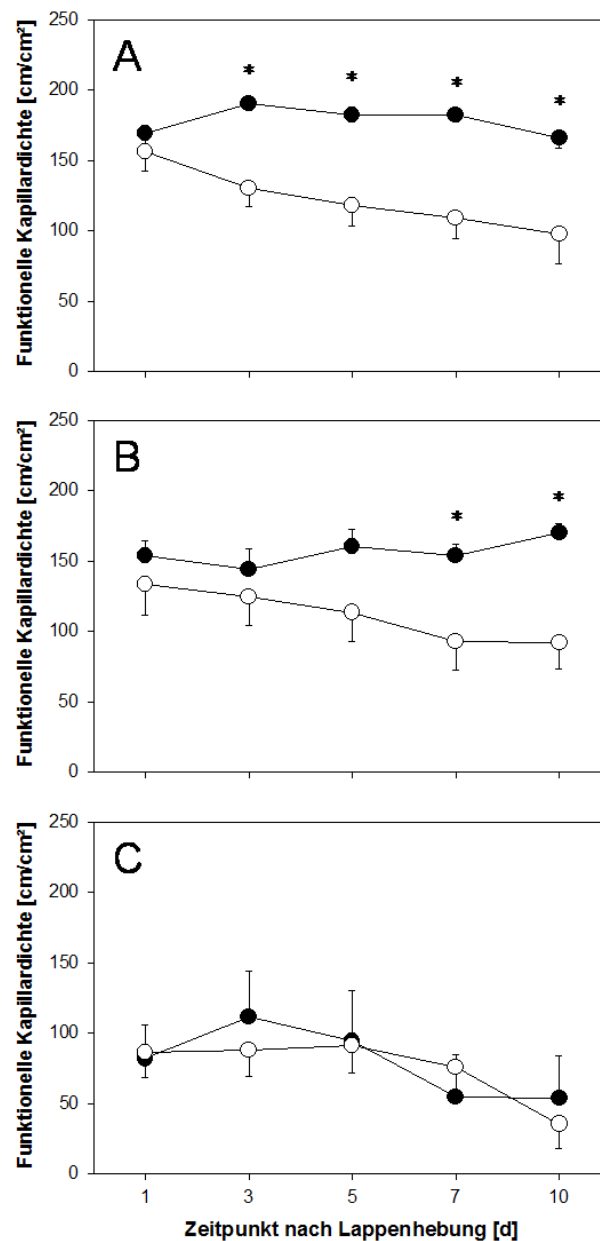 A
Funktionelle Kapillardichte [cm/cm²]
250
200
150
100
50
0
* * * *
B
Funktionelle Kapillardichte [cm/cm²]
250
200
150
100
50
0
* *
C
Funktionelle Kapillardichte [cm/cm²]
250
200
150
100
50
0
1 3 5 7 10
Zeitpunkt nach Lappenhebung [d]